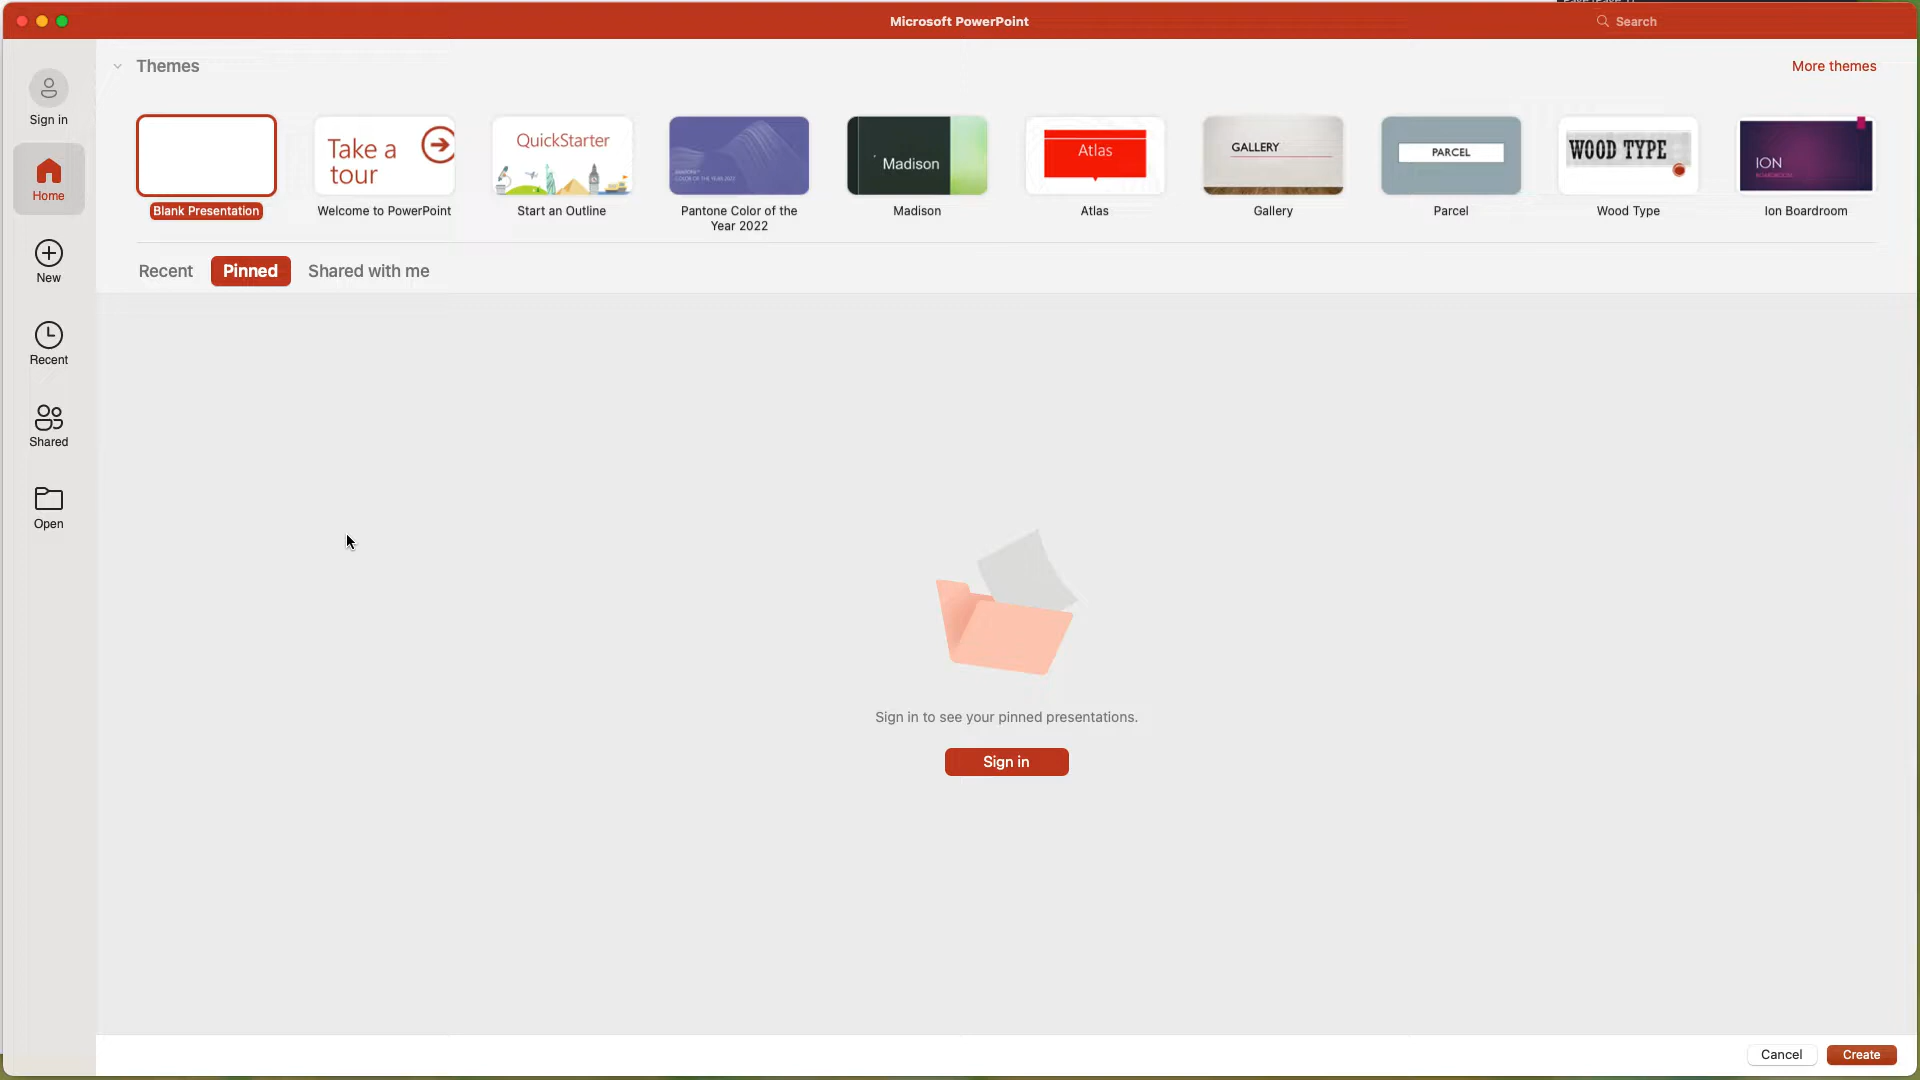 Microsoft PowerPoint
Search
Sign in
Home
New
Recent
Shared
Open
Themes
More themes
Take a
tour
QuickStarter
Madison
Atlas
GALLERY
PARCEL
WOOD TYPE
ION
Blank Presentation
Welcome to PowerPoint
Start an Outline
Pantone Color of the
Year 2022
Madison
Atlas
Gallery
Parcel
Wood Type
Ion Boardroom
Recent
Pinned
Shared with me
Sign in to see your pinned presentations.
Sign in
Cancel
Create